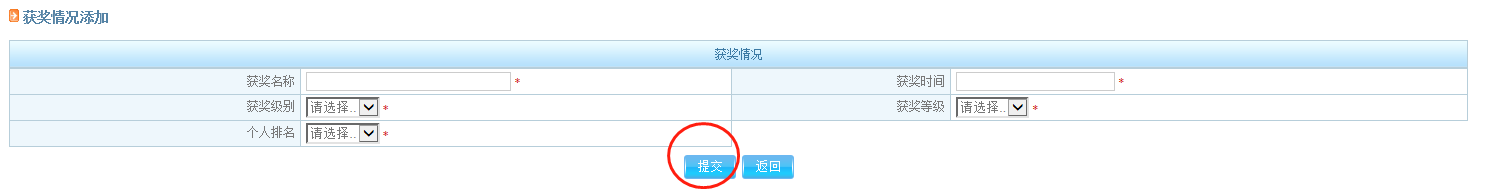 获奖情况添加
获奖情况
获奖名称 * 获奖时间 *
获奖级别 请选择.. * 获奖等级 请选择.. *
个人排名 请选择.. *
提交 返回